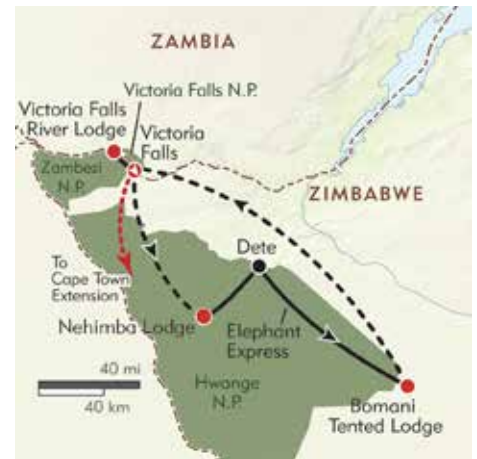 ZAMBIA
Victoria Falls N.P.
Victoria Falls
River Lodge
Victoria
Falls
Zambesi
N.P.
ZIMBABWE
Dete
To
Cape Town
Extension
Nehimba Lodge
Elephant
Express
40 mi
40 km
Hwange
N.P.
Bomani
Tented Lodge